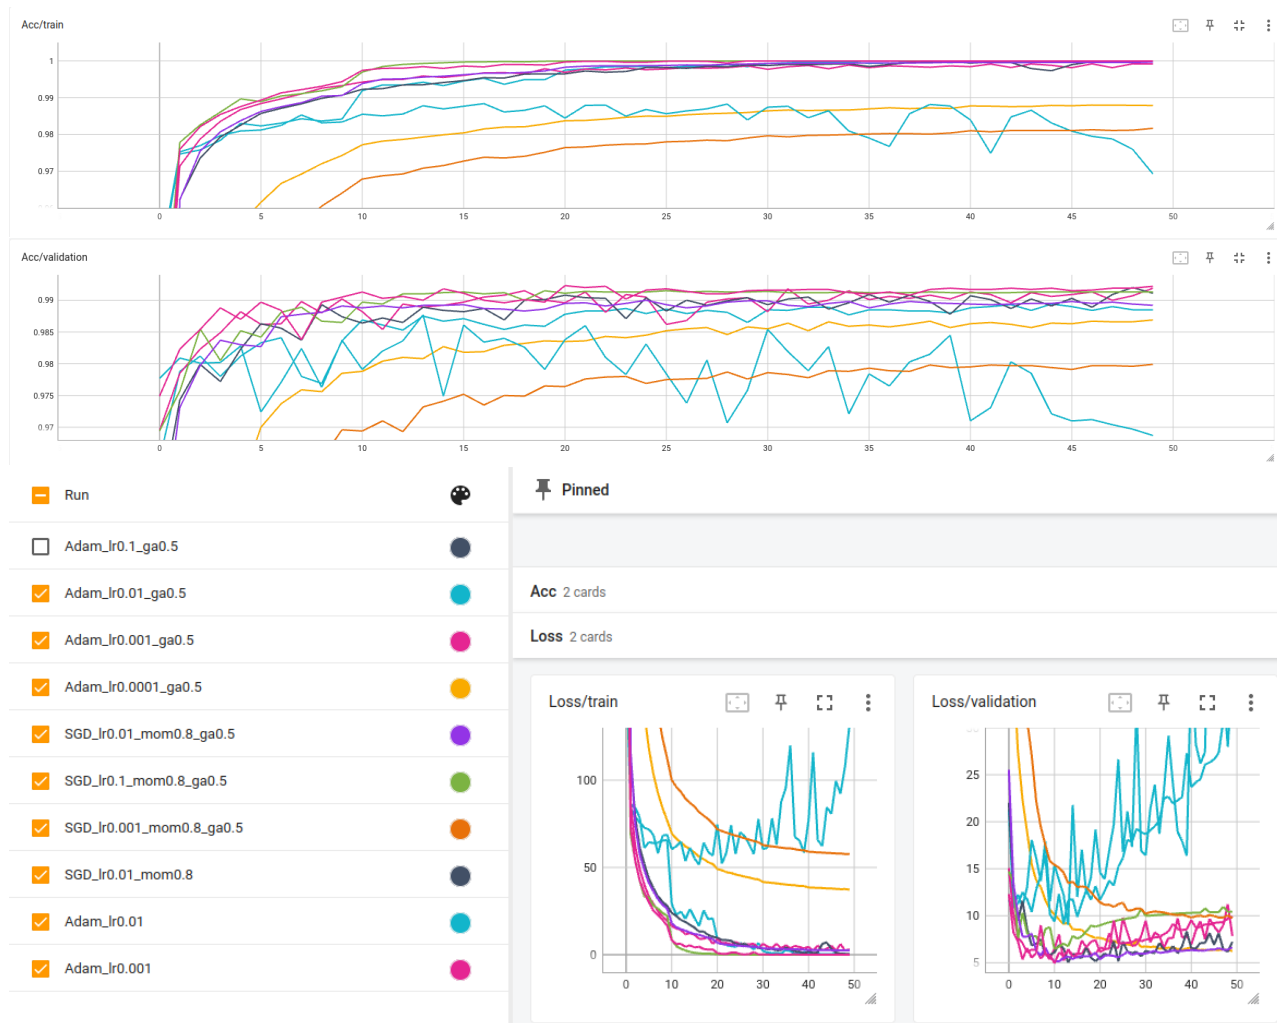 Acc/train
1
0.99
0.98
0.97
0 5 10 15 20 25 30 35 40 45 50
Acc/validation
0.99
0.985
0.98
0.975
0.97
0 5 10 15 20 25 30 35 40 45 50
Run
Adam_lr0.1_ga0.5
Adam_lr0.01_ga0.5
Adam_lr0.001_ga0.5
Adam_lr0.0001_ga0.5
SGD_lr0.01_mom0.8_ga0.5
SGD_lr0.1_mom0.8_ga0.5
SGD_lr0.001_mom0.8_ga0.5
SGD_lr0.01_mom0.8
Adam_lr0.01
Adam_lr0.001
Pinned
Acc 2 cards
Loss 2 cards
Loss/train
100
50
0
0 10 20 30 40 50
Loss/validation
25
20
15
10
5
0 10 20 30 40 50